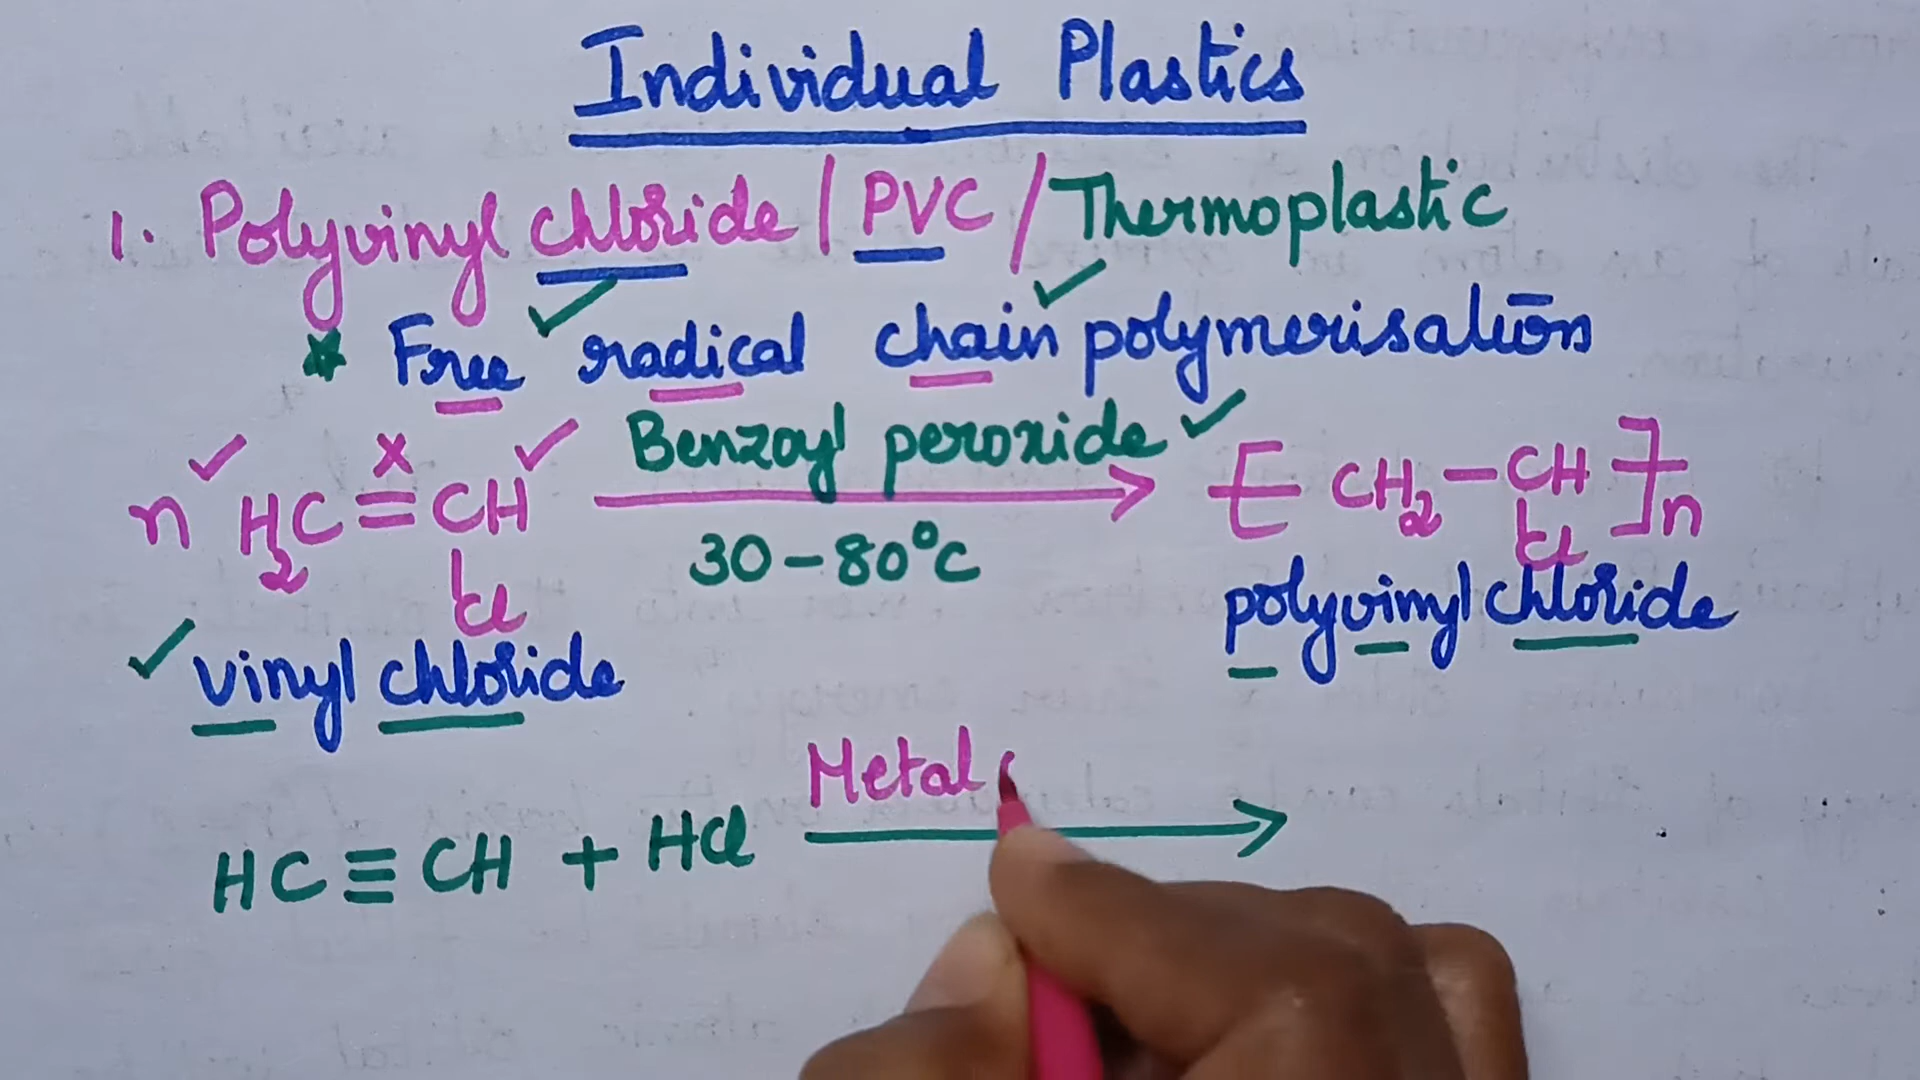 Individual Plastics
1. Polyvinyl chloride / PVC / Thermoplastic
* Free radical chain polymerisation
n H2C = CH Benzoyl peroxide [ CH2 - CH ]n
Cl 30-80°C Cl
vinyl chloride polyvinyl chloride
Metal
HC ≡ CH + HCl